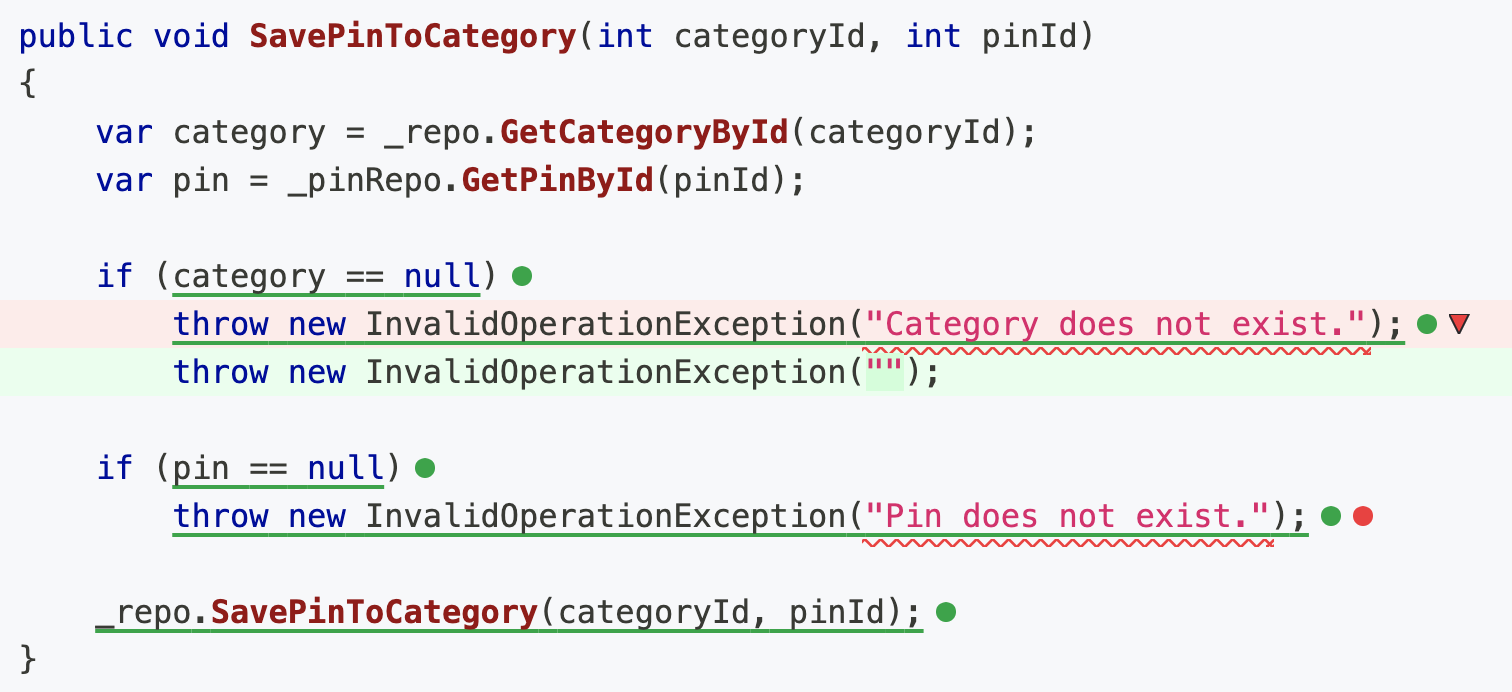 public void SavePinToCategory(int categoryId, int pinId)
{
    var category = _repo.GetCategoryById(categoryId);
    var pin = _pinRepo.GetPinById(pinId);

    if (category == null)
        throw new InvalidOperationException("Category does not exist.");
        throw new InvalidOperationException("");

    if (pin == null)
        throw new InvalidOperationException("Pin does not exist.");

    _repo.SavePinToCategory(categoryId, pinId);
}